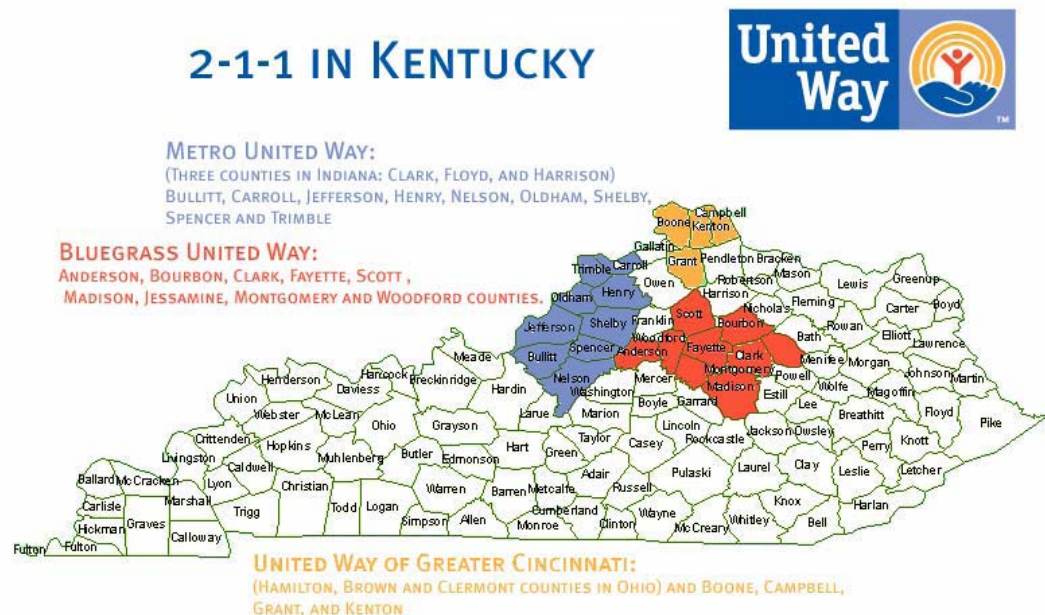 2-1-1 IN KENTUCKY
United
Way
TM
METRO UNITED WAY:
(THREE COUNTIES IN INDIANA: CLARK, FLOYD, AND HARRISON)
BULLITT, CARROLL, JEFFERSON, HENRY, NELSON, OLDHAM, SHELBY,
SPENCER AND TRIMBLE
BLUEGRASS UNITED WAY:
ANDERSON, BOURBON, CLARK, FAYETTE, SCOTT ,
MADISON, JESSAMINE, MONTGOMERY AND WOODFORD COUNTIES.
Campbell
Boone Kenton
Gallatin
Grant Pendleton Bracken
Trimble Carroll Owen Robertson Mason Lewis Greenup
Oldham Henry Harrison Fleming Carter Boyd
Scott Nicholas
Jefferson Shelby Franklin Bourbon Rowan Elliott
Woodford Bath Lawrence
Bullitt Spencer Anderson Fayette Clark Menifee Morgan
Meade Montgomery Johnson Martin
Hancock Breckinridge Nelson Mercer Madison Powell Wolfe Magoffin
Henderson Daviess Hardin Washington Estill
Union Boyle Garrard Lee Floyd
Webster McLean Larue Marion Breathitt Pike
Ohio Grayson Lincoln Jackson Owsley
Crittenden Hopkins Hart Taylor Casey Rockcastle Perry Knott
Livingston Muhlenberg Butler Edmonson Green
Caldwell Adair Pulaski Laurel Clay Leslie Letcher
Ballard McCracken Lyon Christian Warren Barren Metcalfe Russell
Carlisle Marshall Trigg Todd Logan Cumberland Wayne Knox Harlan
Hickman Graves Calloway Simpson Allen Monroe Clinton McCreary Whitley Bell
Fulton Fulton
UNITED WAY OF GREATER CINCINNATI:
(HAMILTON, BROWN AND CLERMONT COUNTIES IN OHIO) AND BOONE, CAMPBELL,
GRANT, AND KENTON